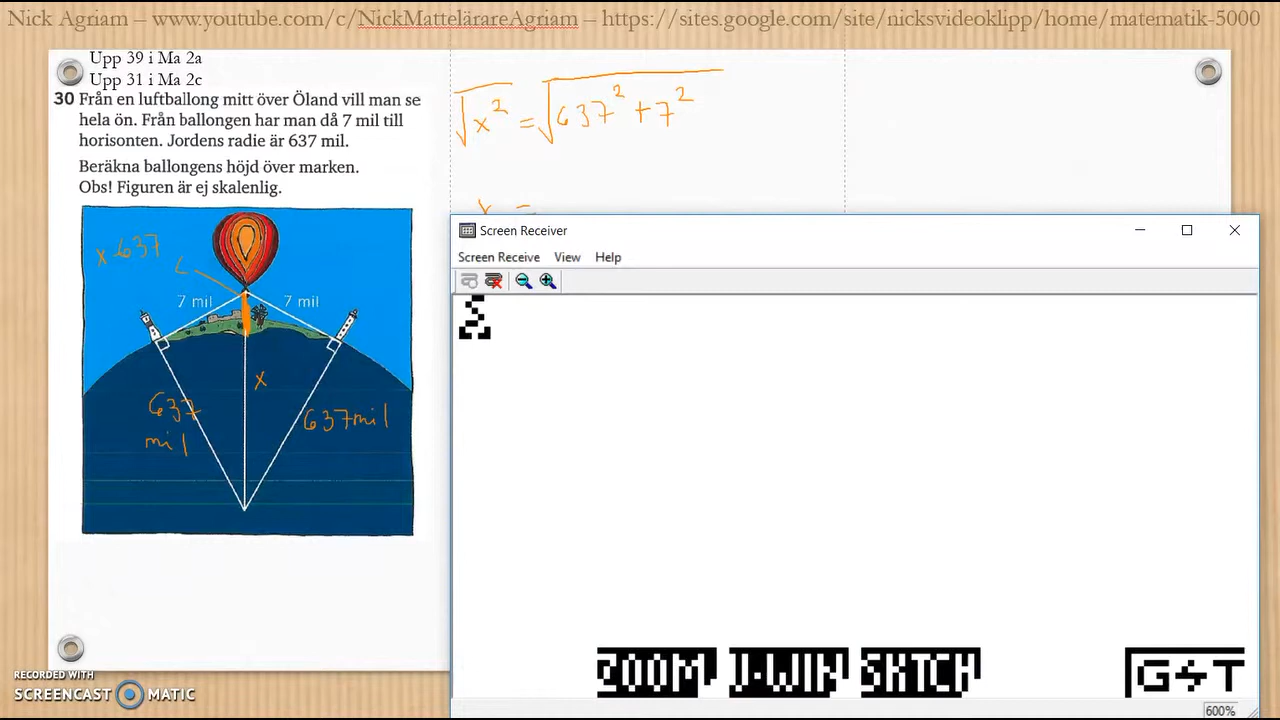 Nick Agriam – www.youtube.com/c/NickMattelärareAgriam – https://sites.google.com/site/nicksvideoklipp/home/matematik-5000
Upp 39 i Ma 2a
Upp 31 i Ma 2c
30 Från en luftballong mitt över Öland vill man se
hela ön. Från ballongen har man då 7 mil till
horisonten. Jordens radie är 637 mil.
Beräkna ballongens höjd över marken.
Obs! Figuren är ej skalenlig.
x 637
7 mil
7 mil
x
637
mil
637mil
√x² = √637² + 7²
x =
Screen Receiver
Screen Receive View Help
ZOOM V-WIN SKTCH G↔T
600%
RECORDED WITH
SCREENCAST MATIC